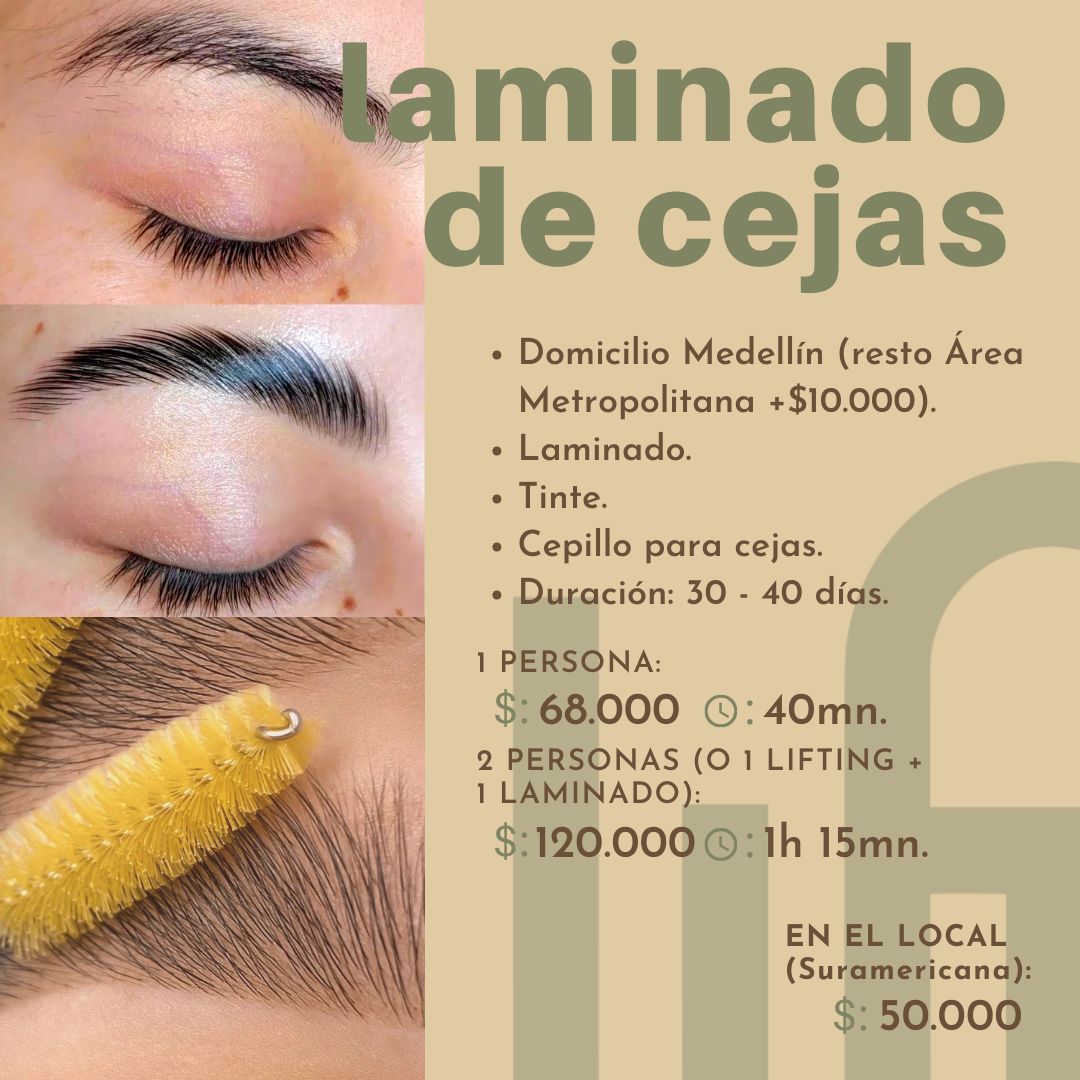 laminado
de cejas
• Domicilio Medellín (resto Área
Metropolitana +$10.000).
• Laminado.
• Tinte.
• Cepillo para cejas.
• Duración: 30 - 40 días.
1 PERSONA:
$: 68.000 : 40mn.
2 PERSONAS (O 1 LIFTING +
1 LAMINADO):
$: 120.000 : 1h 15mn.
EN EL LOCAL
(Suramericana):
$: 50.000